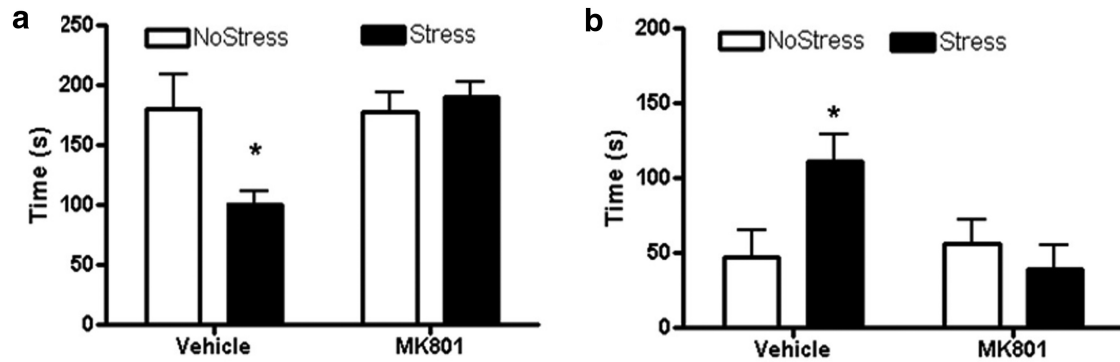 a
NoStress
Stress
Time (s)
250
200
150
100
50
0
*
Vehicle
MK801
b
NoStress
Stress
Time (s)
200
150
100
50
0
*
Vehicle
MK801